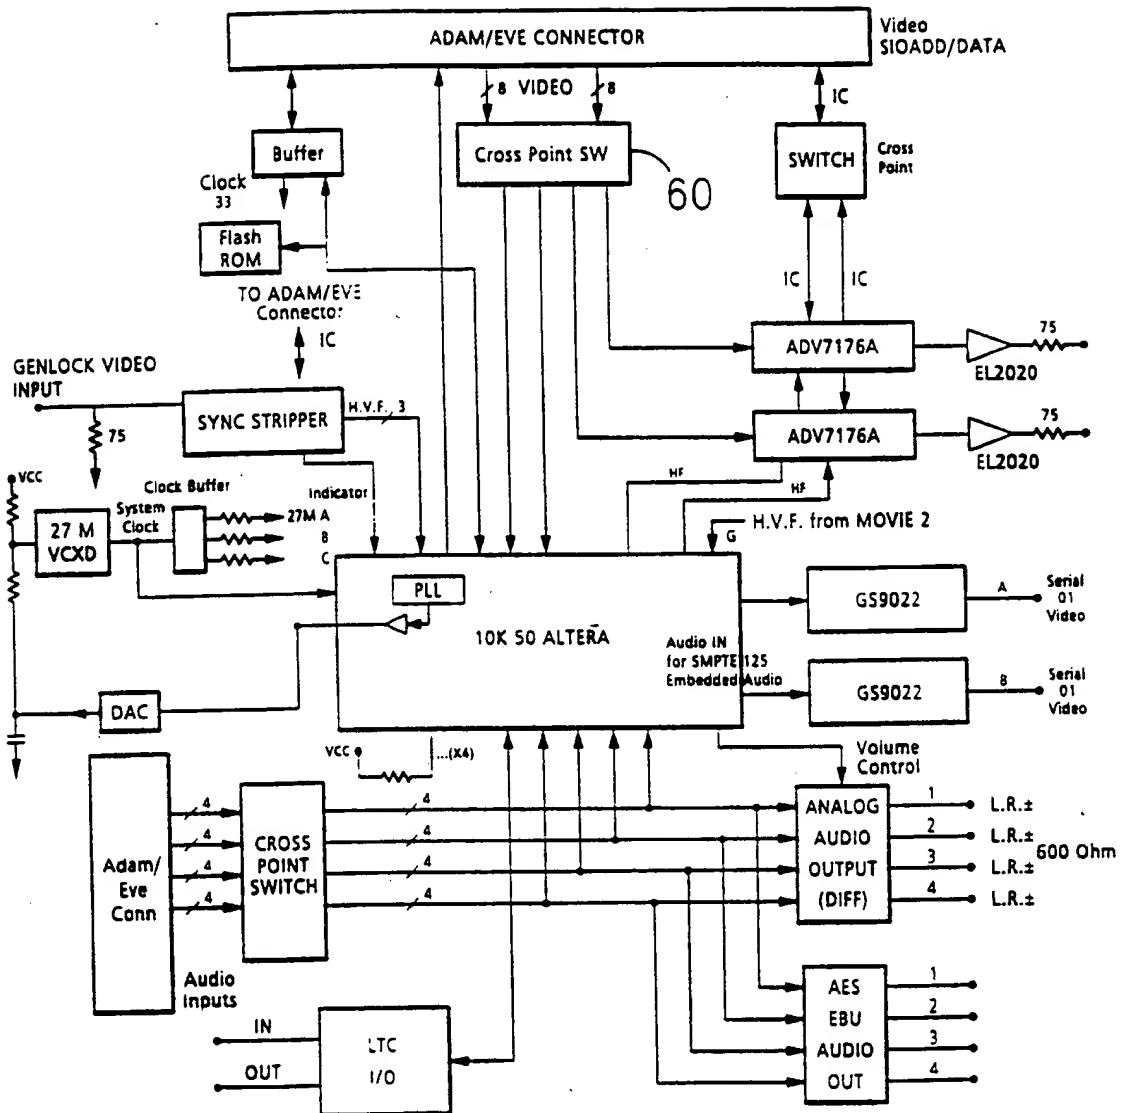 ADAM/EVE CONNECTOR
Video
SIOADD/DATA
8 VIDEO 8
IC
Buffer
Cross Point SW
SWITCH
Cross
Point
60
Clock
33
Flash
ROM
TO ADAM/EVE
Connector
IC
IC
IC
GENLOCK VIDEO
INPUT
SYNC STRIPPER
H.V.F. 3
75
ADV7176A
EL2020
75
ADV7176A
EL2020
75
HF
HF
VCC
Clock Buffer
System
Clock
27 M
VCXD
Indicator
27M A
B
C
G
H.V.F. from MOVIE 2
PLL
10K 50 ALTERA
Audio IN
for SMPTE 125
Embedded Audio
GS9022
A
Serial
01
Video
GS9022
B
Serial
01
Video
DAC
VCC
...(X4)
Volume
Control
Adam/
Eve
Conn
4
4
4
4
CROSS
POINT
SWITCH
4
4
4
4
ANALOG
AUDIO
OUTPUT
(DIFF)
1
2
3
4
L.R.±
L.R.±
L.R.±
L.R.±
600 Ohm
Audio
Inputs
IN
OUT
LTC
I/O
AES
EBU
AUDIO
OUT
1
2
3
4